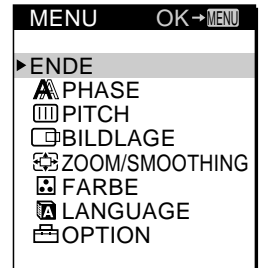 MENU OK→MENU
▶ENDE
PHASE
PITCH
BILDLAGE
ZOOM/SMOOTHING
FARBE
LANGUAGE
OPTION